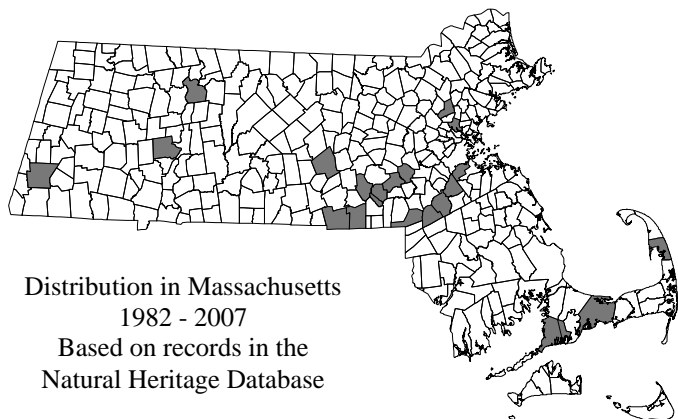 Distribution in Massachusetts
1982 - 2007
Based on records in the
Natural Heritage Database